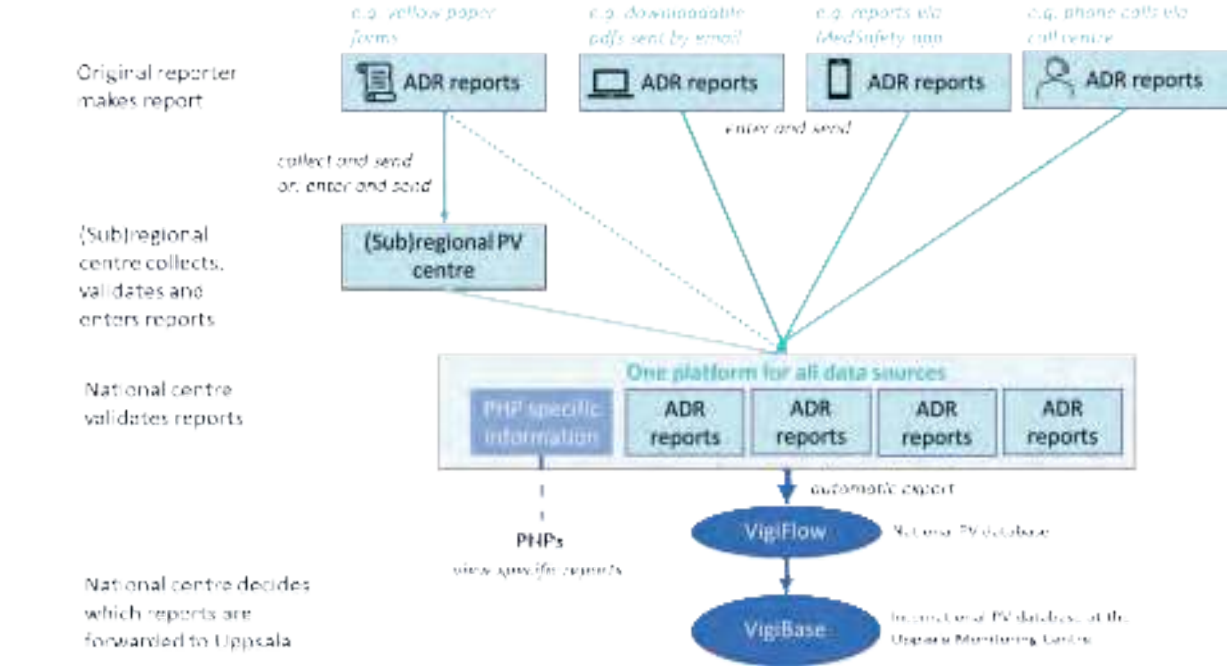 e.g. yellow paper
forms
e.g. downloadable
pdfs sent by email
e.g. reports via
MedSafety app
e.g. phone calls via
call centre
Original reporter
makes report
ADR reports
ADR reports
ADR reports
ADR reports
enter and send
collect and send
or, enter and send
(Sub)regional
centre collects,
validates and
enters reports
(Sub)regional PV
centre
National centre
validates reports
One platform for all data sources
PHP specific
information
ADR
reports
ADR
reports
ADR
reports
ADR
reports
automatic export
VigiFlow
National PV database
PHPs
view specific reports
National centre decides
which reports are
forwarded to Uppsala
VigiBase
International PV database at the
Uppsala Monitoring Centre